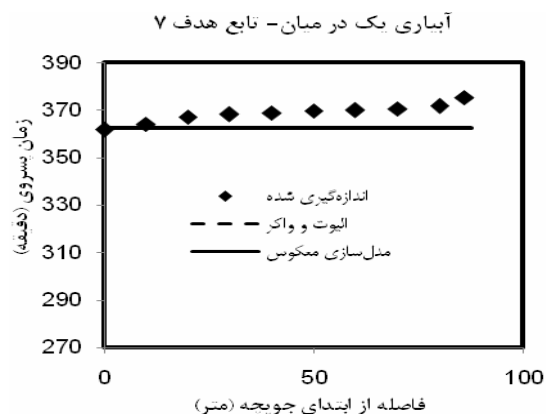 آبیاری یک در میان- تابع هدف ۷
390
370
350
330
310
290
270
زمان پسروی (دقیقه)
اندازه‌گیری شده
الیوت و واکر
مدل‌سازی معکوس
0
50
100
فاصله از ابتدای جویچه (متر)